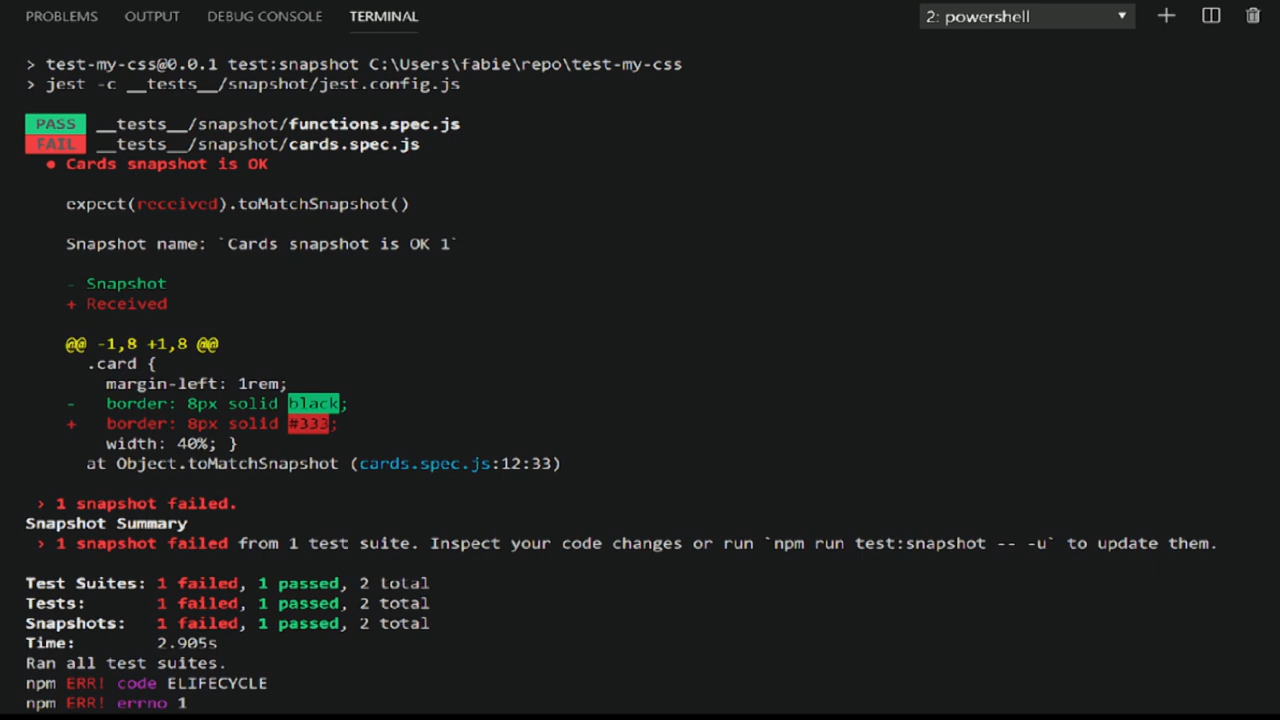 PROBLEMS OUTPUT DEBUG CONSOLE TERMINAL 2: powershell
> test-my-css@0.0.1 test:snapshot C:\Users\fabie\repo\test-my-css
> jest -c __tests__/snapshot/jest.config.js
PASS __tests__/snapshot/functions.spec.js
FAIL __tests__/snapshot/cards.spec.js
● Cards snapshot is OK
expect(received).toMatchSnapshot()
Snapshot name: `Cards snapshot is OK 1`
- Snapshot
+ Received
@@ -1,8 +1,8 @@
.card {
margin-left: 1rem;
- border: 8px solid black;
+ border: 8px solid #333;
width: 40%; }
at Object.toMatchSnapshot (cards.spec.js:12:33)
› 1 snapshot failed.
Snapshot Summary
› 1 snapshot failed from 1 test suite. Inspect your code changes or run `npm run test:snapshot -- -u` to update them.
Test Suites: 1 failed, 1 passed, 2 total
Tests: 1 failed, 1 passed, 2 total
Snapshots: 1 failed, 1 passed, 2 total
Time: 2.905s
Ran all test suites.
npm ERR! code ELIFECYCLE
npm ERR! errno 1